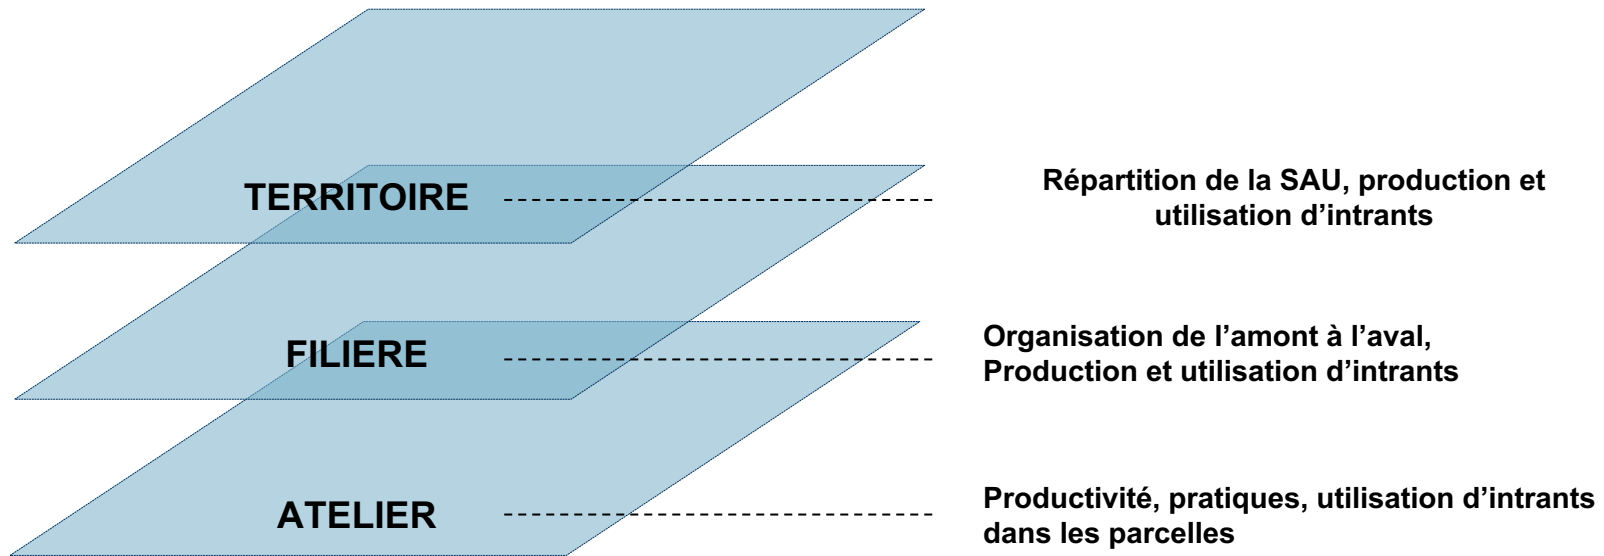 TERRITOIRE
Répartition de la SAU, production et
utilisation d’intrants
FILIERE
Organisation de l’amont à l’aval,
Production et utilisation d’intrants
ATELIER
Productivité, pratiques, utilisation d’intrants
dans les parcelles